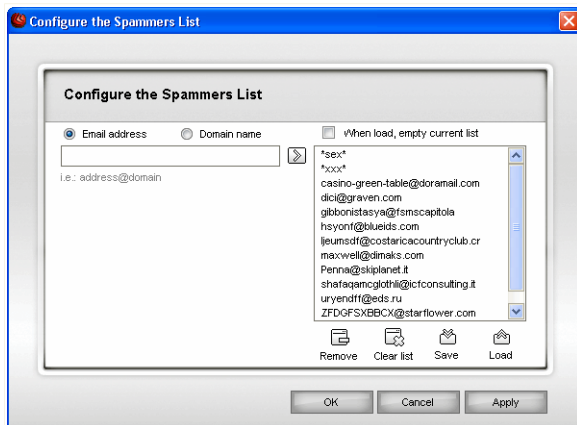 Configure the Spammers List
Configure the Spammers List
Email address
Domain name
i.e.: address@domain
When load, empty current list
*sex*
*xxx*
casino-green-table@doramail.com
dici@graven.com
gibbonistasya@fsmscapitola
hsyonf@blueids.com
ljeumsdf@costaricacountryclub.cr
maxwell@dimaks.com
Penna@skiplanet.it
shafaqamcglothli@icfconsulting.it
uryendff@eds.ru
ZFDGFSXBBCX@starflower.com
Remove
Clear list
Save
Load
OK
Cancel
Apply